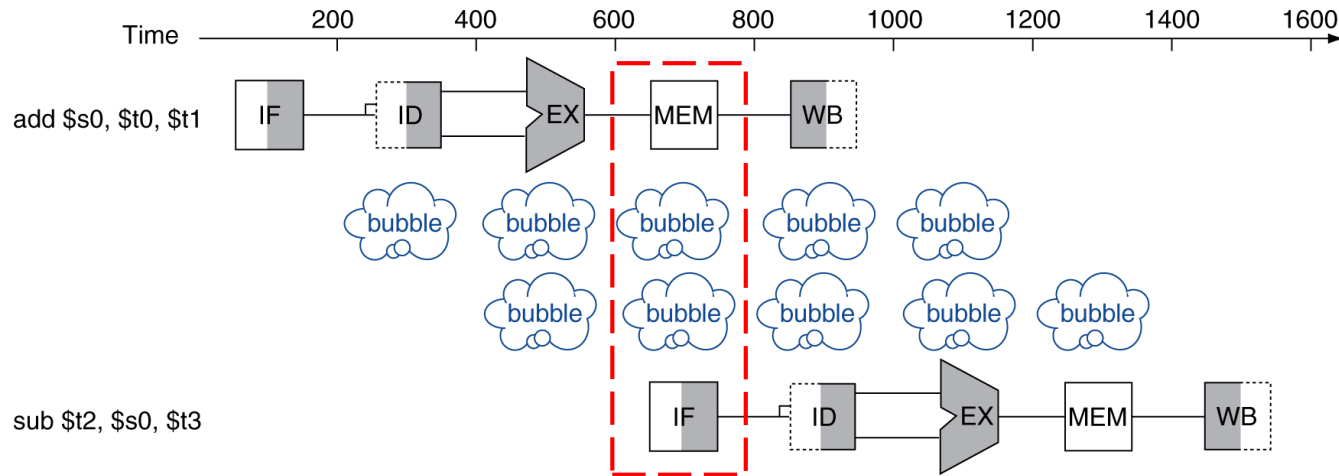 200 400 600 800 1000 1200 1400 1600
Time
add $s0, $t0, $t1 IF ID EX MEM WB
bubble bubble bubble bubble bubble
bubble bubble bubble bubble bubble
sub $t2, $s0, $t3 IF ID EX MEM WB